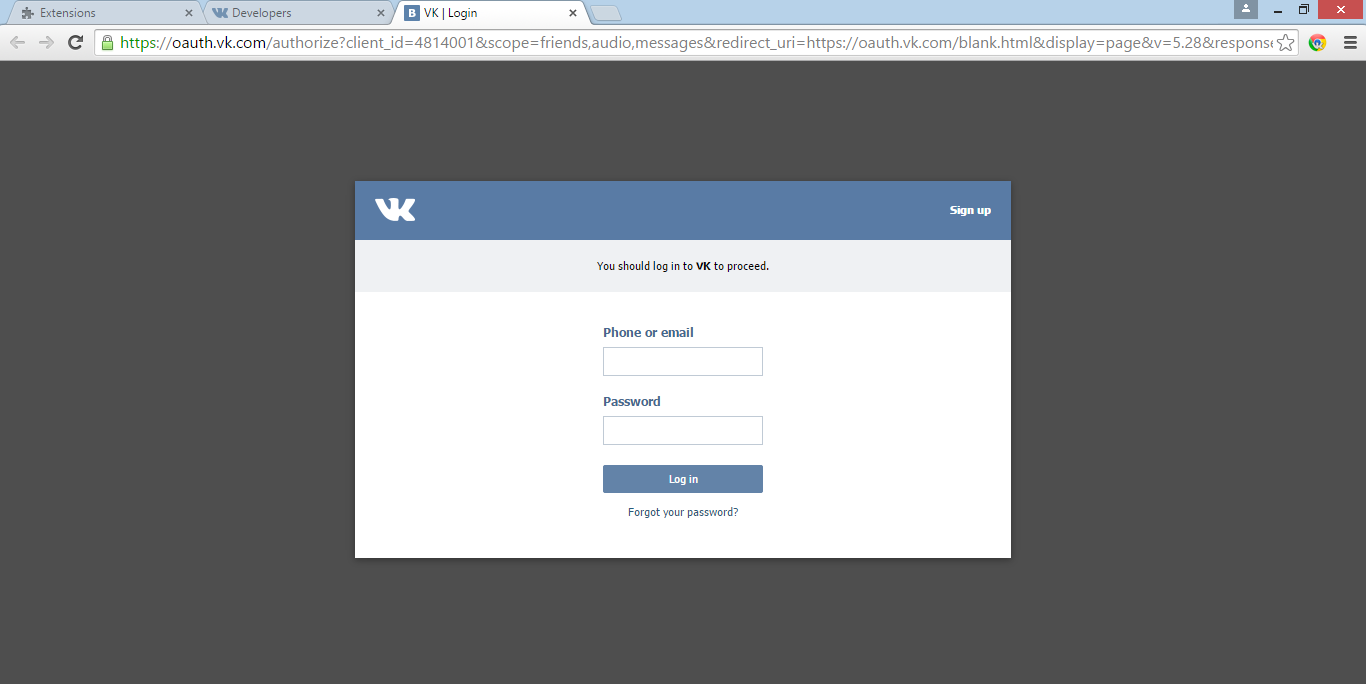 Extensions
Developers
B VK | Login
https://oauth.vk.com/authorize?client_id=4814001&scope=friends,audio,messages&redirect_uri=https://oauth.vk.com/blank.html&display=page&v=5.28&response
VK
Sign up
You should log in to VK to proceed.
Phone or email
Password
Log in
Forgot your password?